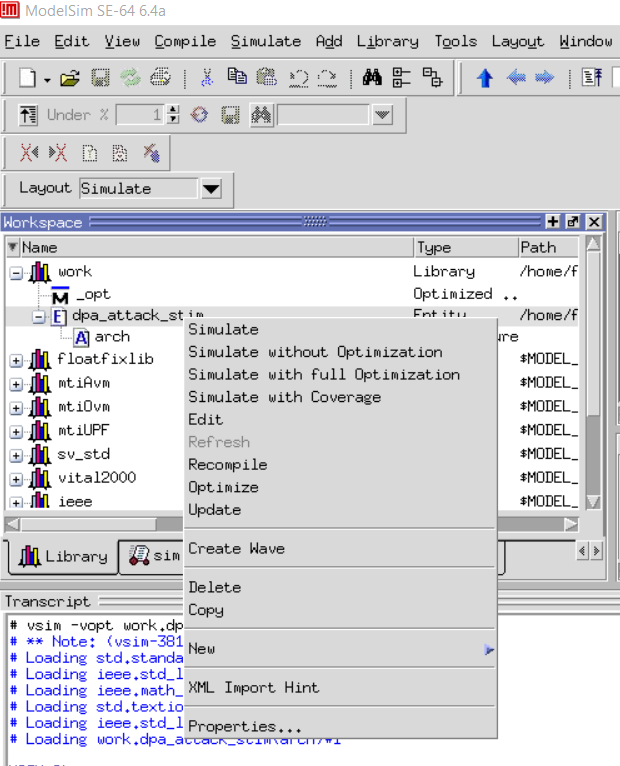 ModelSim SE-64 6.4a
File Edit View Compile Simulate Add Library Tools Layout Window
Under % 1
Layout Simulate
Workspace
Name Type Path
work Library /home/f
_opt Optimized ..
dpa_attack_stim Entity /home/f
arch ure
floatfixlib $MODEL_
mtiAvm $MODEL_
mtiOvm $MODEL_
mtiUPF $MODEL_
sv_std $MODEL_
vital2000 $MODEL_
ieee $MODEL_
Simulate
Simulate without Optimization
Simulate with full Optimization
Simulate with Coverage
Edit
Refresh
Recompile
Optimize
Update
Create Wave
Delete
Copy
New
XML Import Hint
Properties...
Library sim
Transcript
# vsim -vopt work.dp
# ** Note: (vsim-381
# Loading std.standa
# Loading ieee.std_l
# Loading ieee.math_
# Loading std.textio
# Loading ieee.std_l
# Loading work.dpa_attack_stim(arch)#1